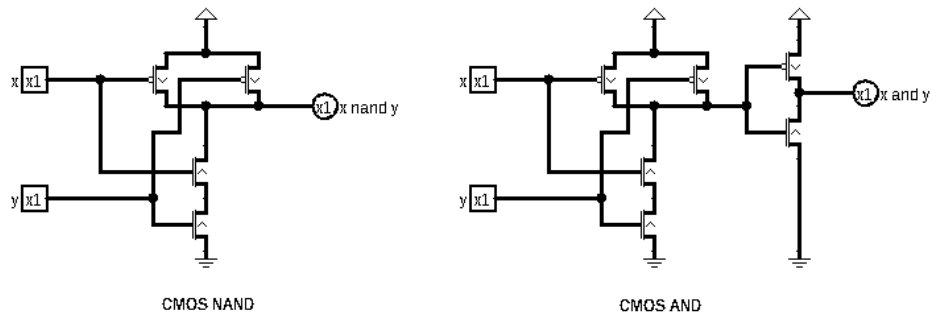 x x1 x1 x nand y
y x1
CMOS NAND
x x1 x1 x and y
y x1
CMOS AND